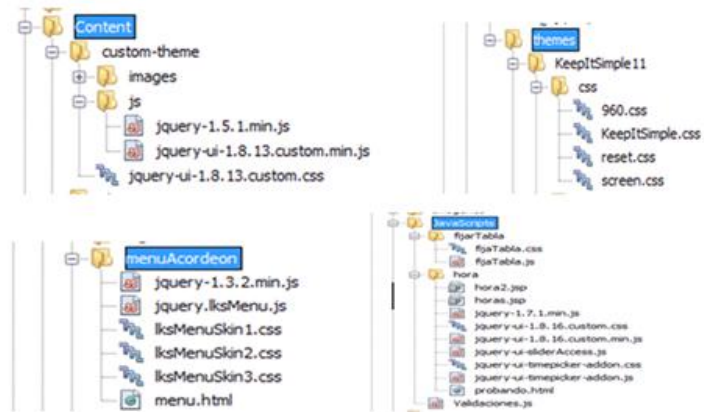 Content
custom-theme
images
js
jquery-1.5.1.min.js
jquery-ui-1.8.13.custom.min.js
jquery-ui-1.8.13.custom.css
themes
KeepItSimple11
css
960.css
KeepItSimple.css
reset.css
screen.css
menuAcordeon
jquery-1.3.2.min.js
jquery.lksMenu.js
lksMenuSkin1.css
lksMenuSkin2.css
lksMenuSkin3.css
menu.html
JavaScripts
fijarTabla
fijaTabla.css
fijaTabla.js
hora
hora2.jsp
horas.jsp
jquery-1.7.1.min.js
jquery-ui-1.8.16.custom.css
jquery-ui-1.8.16.custom.min.js
jquery-ui-sliderAccess.js
jquery-ui-timepicker-addon.css
jquery-ui-timepicker-addon.js
probando.html
Validaciones.js